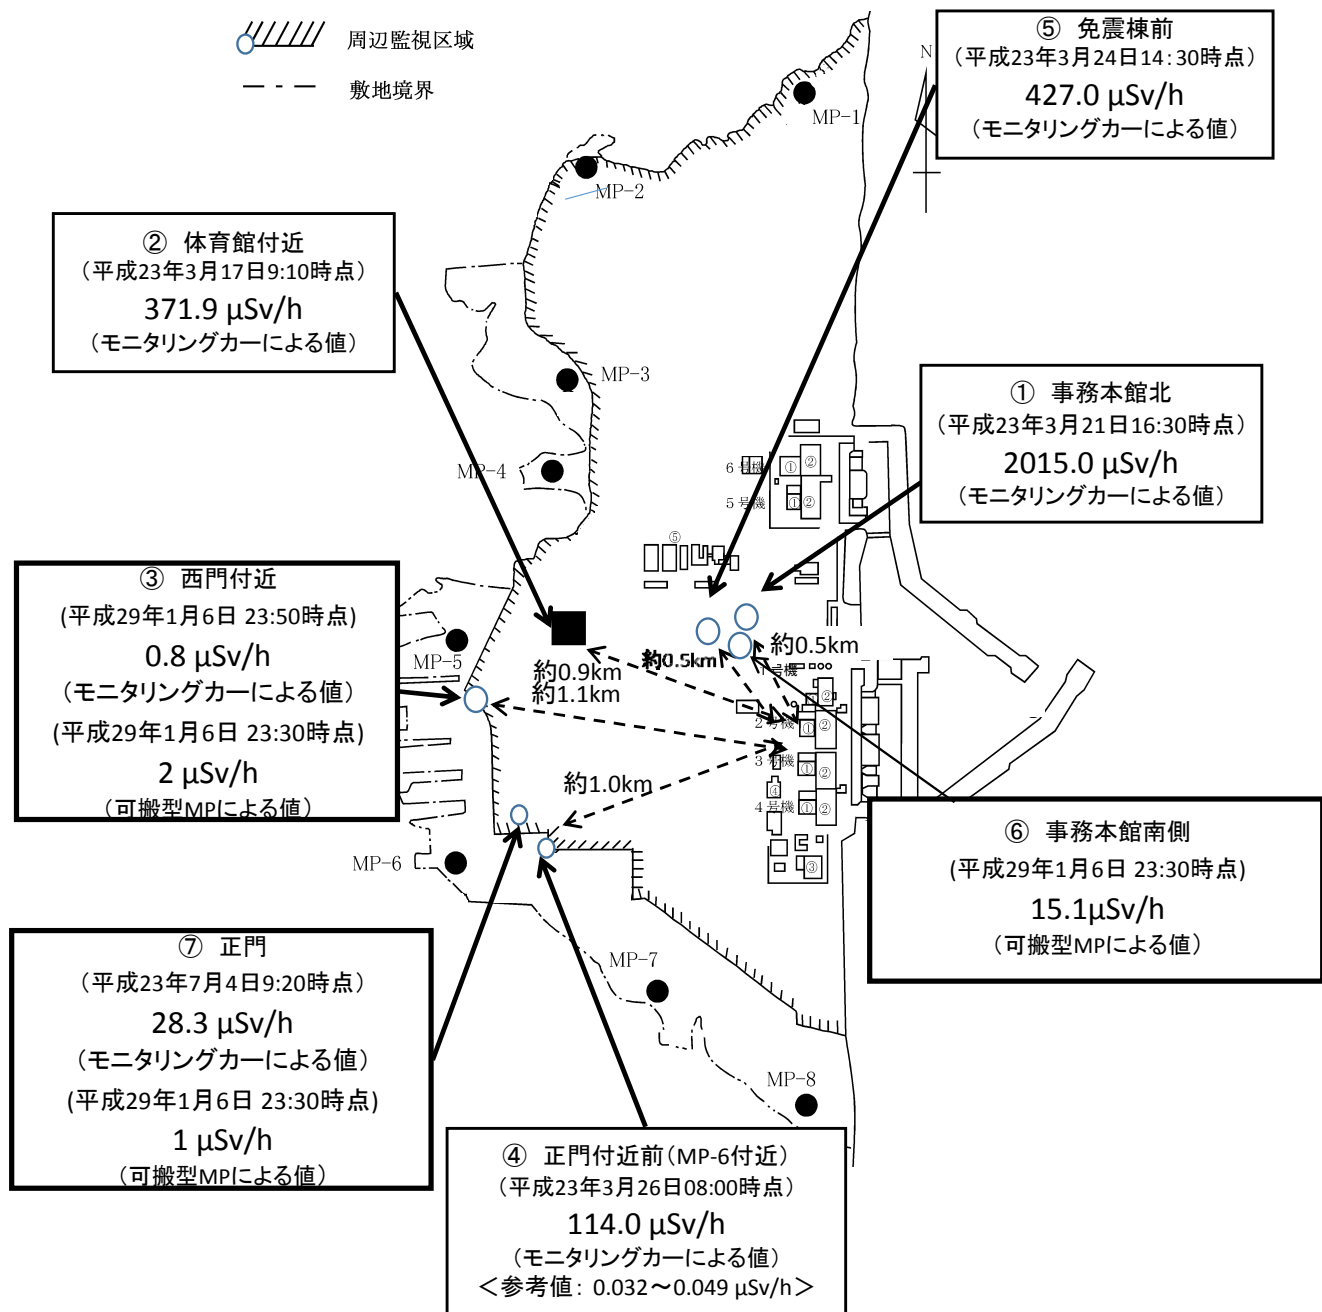 周辺監視区域
敷地境界
⑤ 免震棟前
（平成23年3月24日14：30時点）
427.0 μSv/h
（モニタリングカーによる値）
N
MP-1
MP-2
② 体育館付近
（平成23年3月17日9:10時点）
371.9 μSv/h
（モニタリングカーによる値）
MP-3
① 事務本館北
（平成23年3月21日16:30時点）
2015.0 μSv/h
（モニタリングカーによる値）
MP-4
6号機
① ②
5号機
① ②
⑤
③ 西門付近
(平成29年1月6日 23:50時点)
0.8 μSv/h
（モニタリングカーによる値）
(平成29年1月6日 23:30時点)
2 μSv/h
（可搬型MPによる値）
MP-5
約0.9km
約1.1km
約0.5km
約0.5km
1号機
②
2号機
① ②
3号機
① ②
④
4号機
① ②
③
約1.0km
MP-6
⑥ 事務本館南側
(平成29年1月6日 23:30時点)
15.1μSv/h
（可搬型MPによる値）
⑦ 正門
（平成23年7月4日9:20時点）
28.3 μSv/h
（モニタリングカーによる値）
(平成29年1月6日 23:30時点)
1 μSv/h
（可搬型MPによる値）
MP-7
MP-8
④ 正門付近前（MP-6付近）
（平成23年3月26日08:00時点）
114.0 μSv/h
（モニタリングカーによる値）
＜参考値：0.032～0.049 μSv/h＞